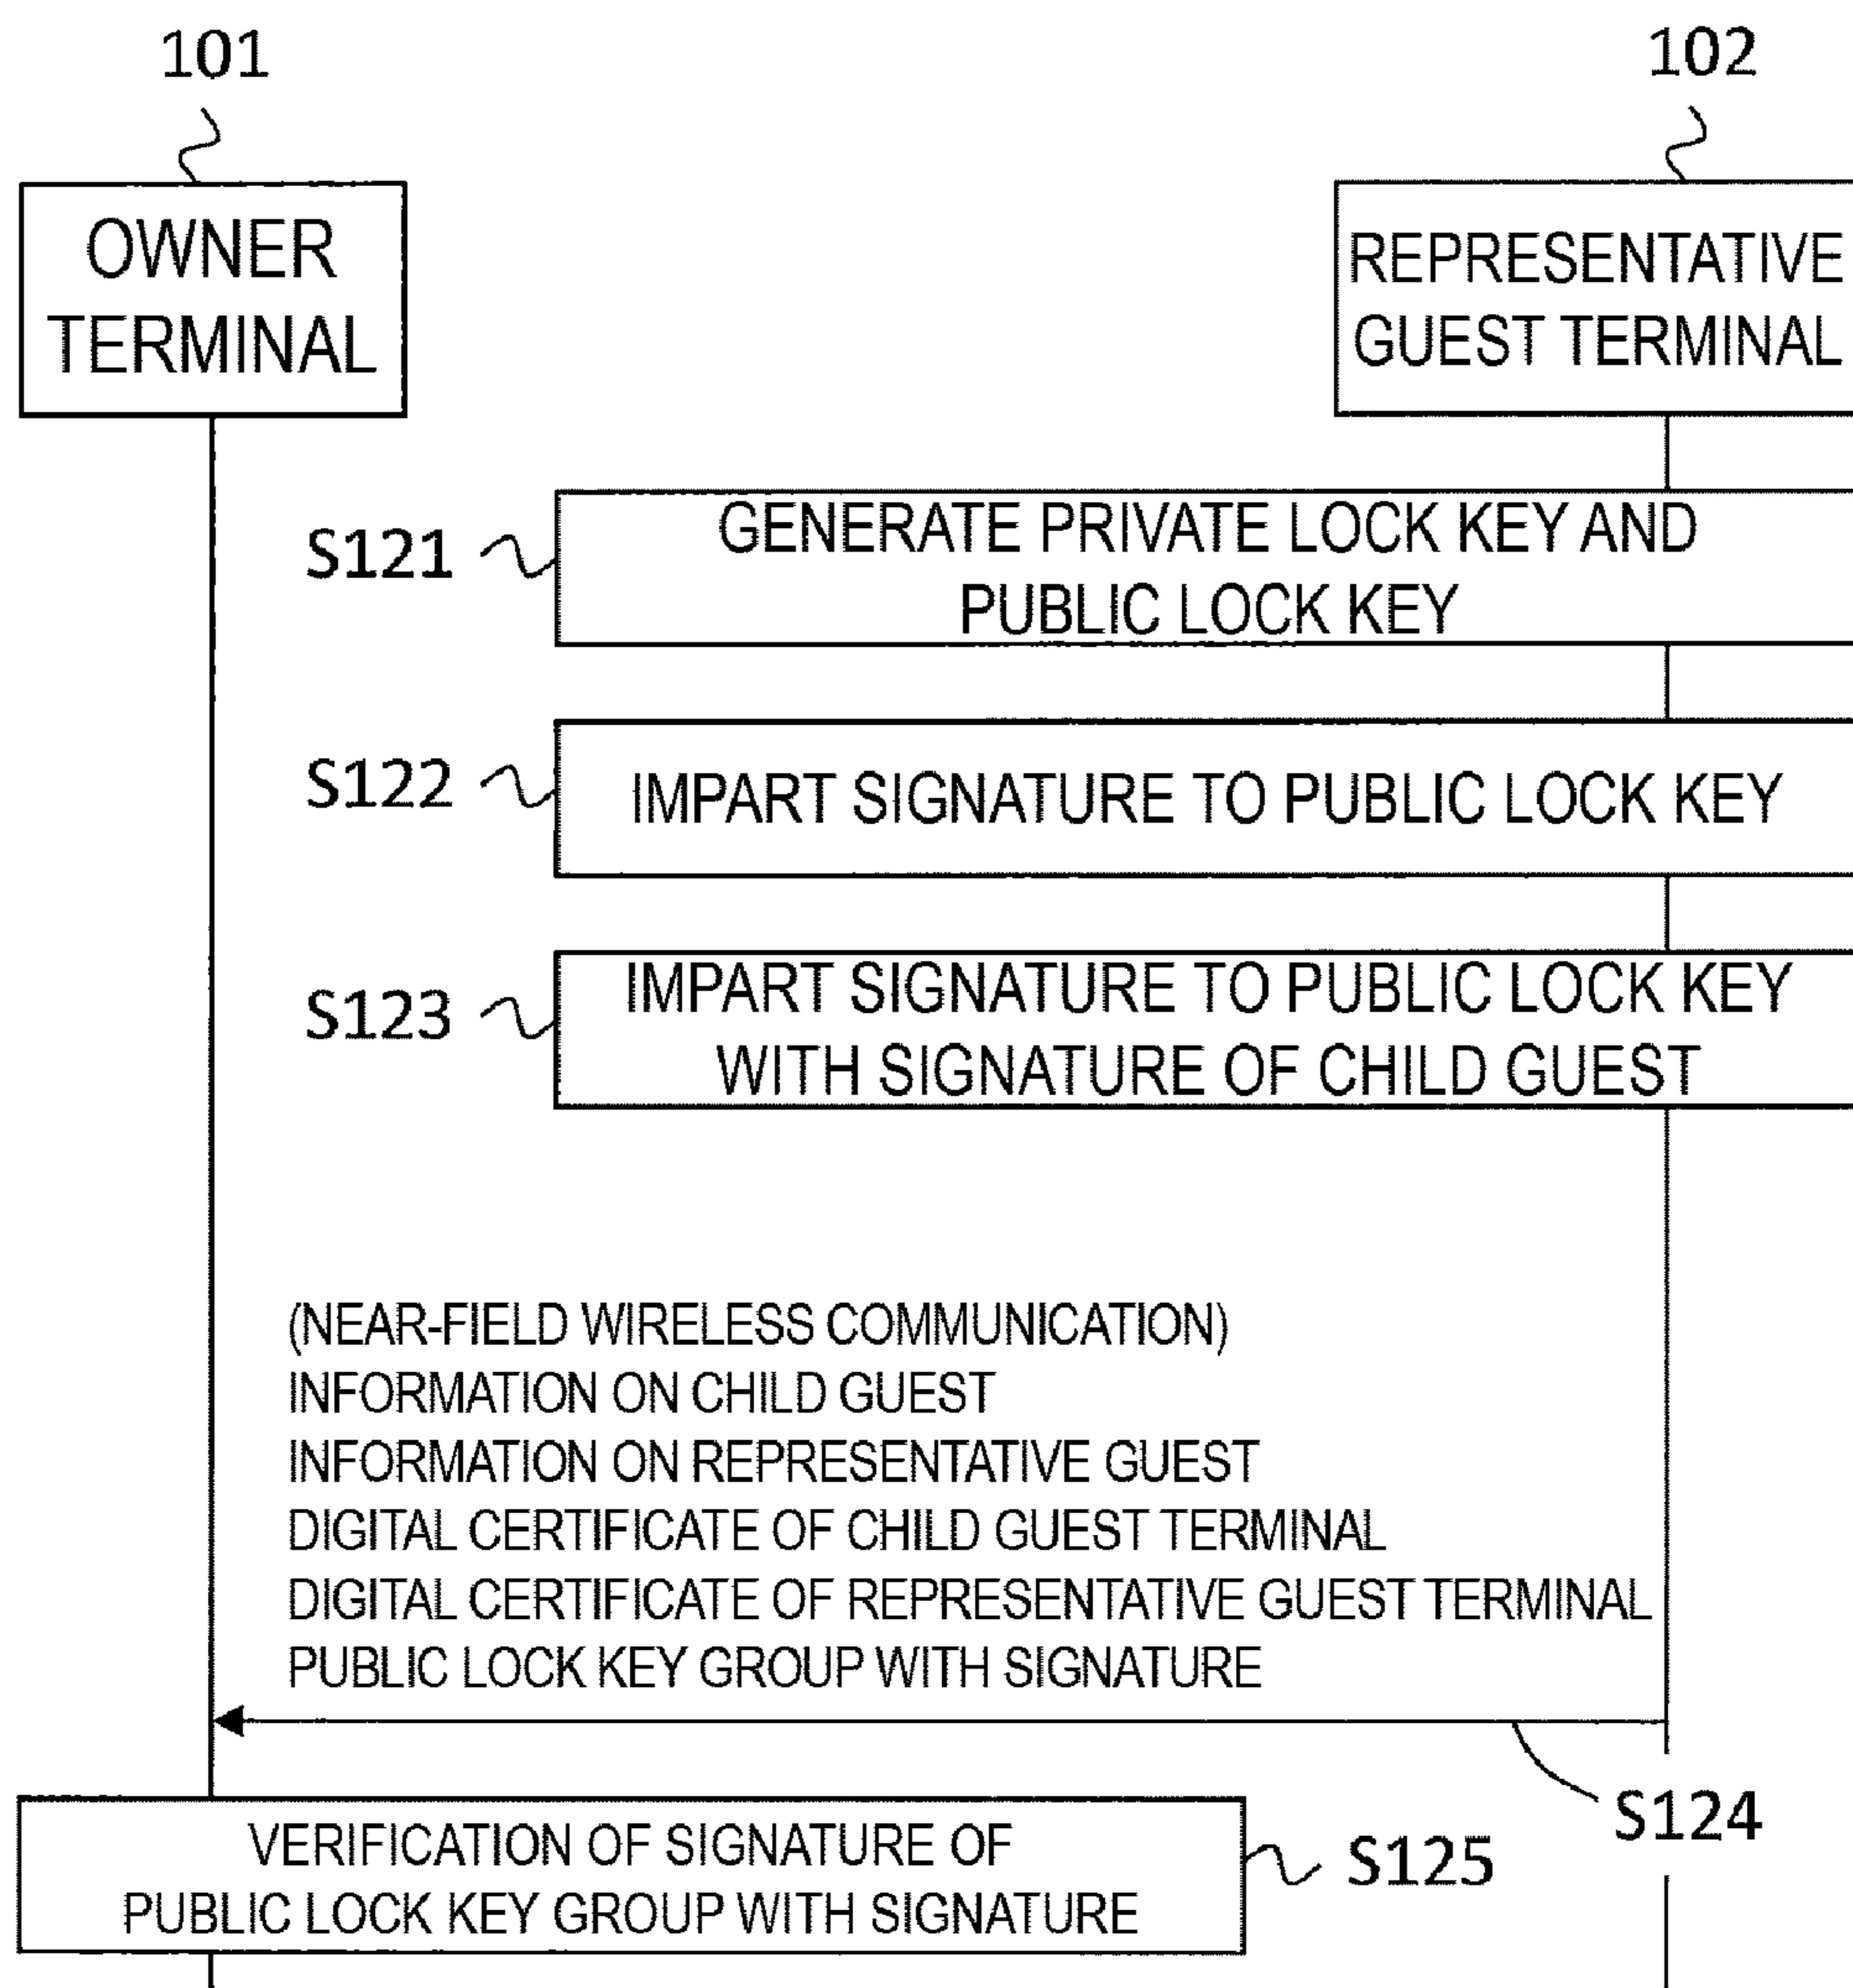 101
102
OWNER
TERMINAL
REPRESENTATIVE
GUEST TERMINAL
S121
GENERATE PRIVATE LOCK KEY AND
PUBLIC LOCK KEY
S122
IMPART SIGNATURE TO PUBLIC LOCK KEY
S123
IMPART SIGNATURE TO PUBLIC LOCK KEY
WITH SIGNATURE OF CHILD GUEST
(NEAR-FIELD WIRELESS COMMUNICATION)
INFORMATION ON CHILD GUEST
INFORMATION ON REPRESENTATIVE GUEST
DIGITAL CERTIFICATE OF CHILD GUEST TERMINAL
DIGITAL CERTIFICATE OF REPRESENTATIVE GUEST TERMINAL
PUBLIC LOCK KEY GROUP WITH SIGNATURE
S124
VERIFICATION OF SIGNATURE OF
PUBLIC LOCK KEY GROUP WITH SIGNATURE
S125